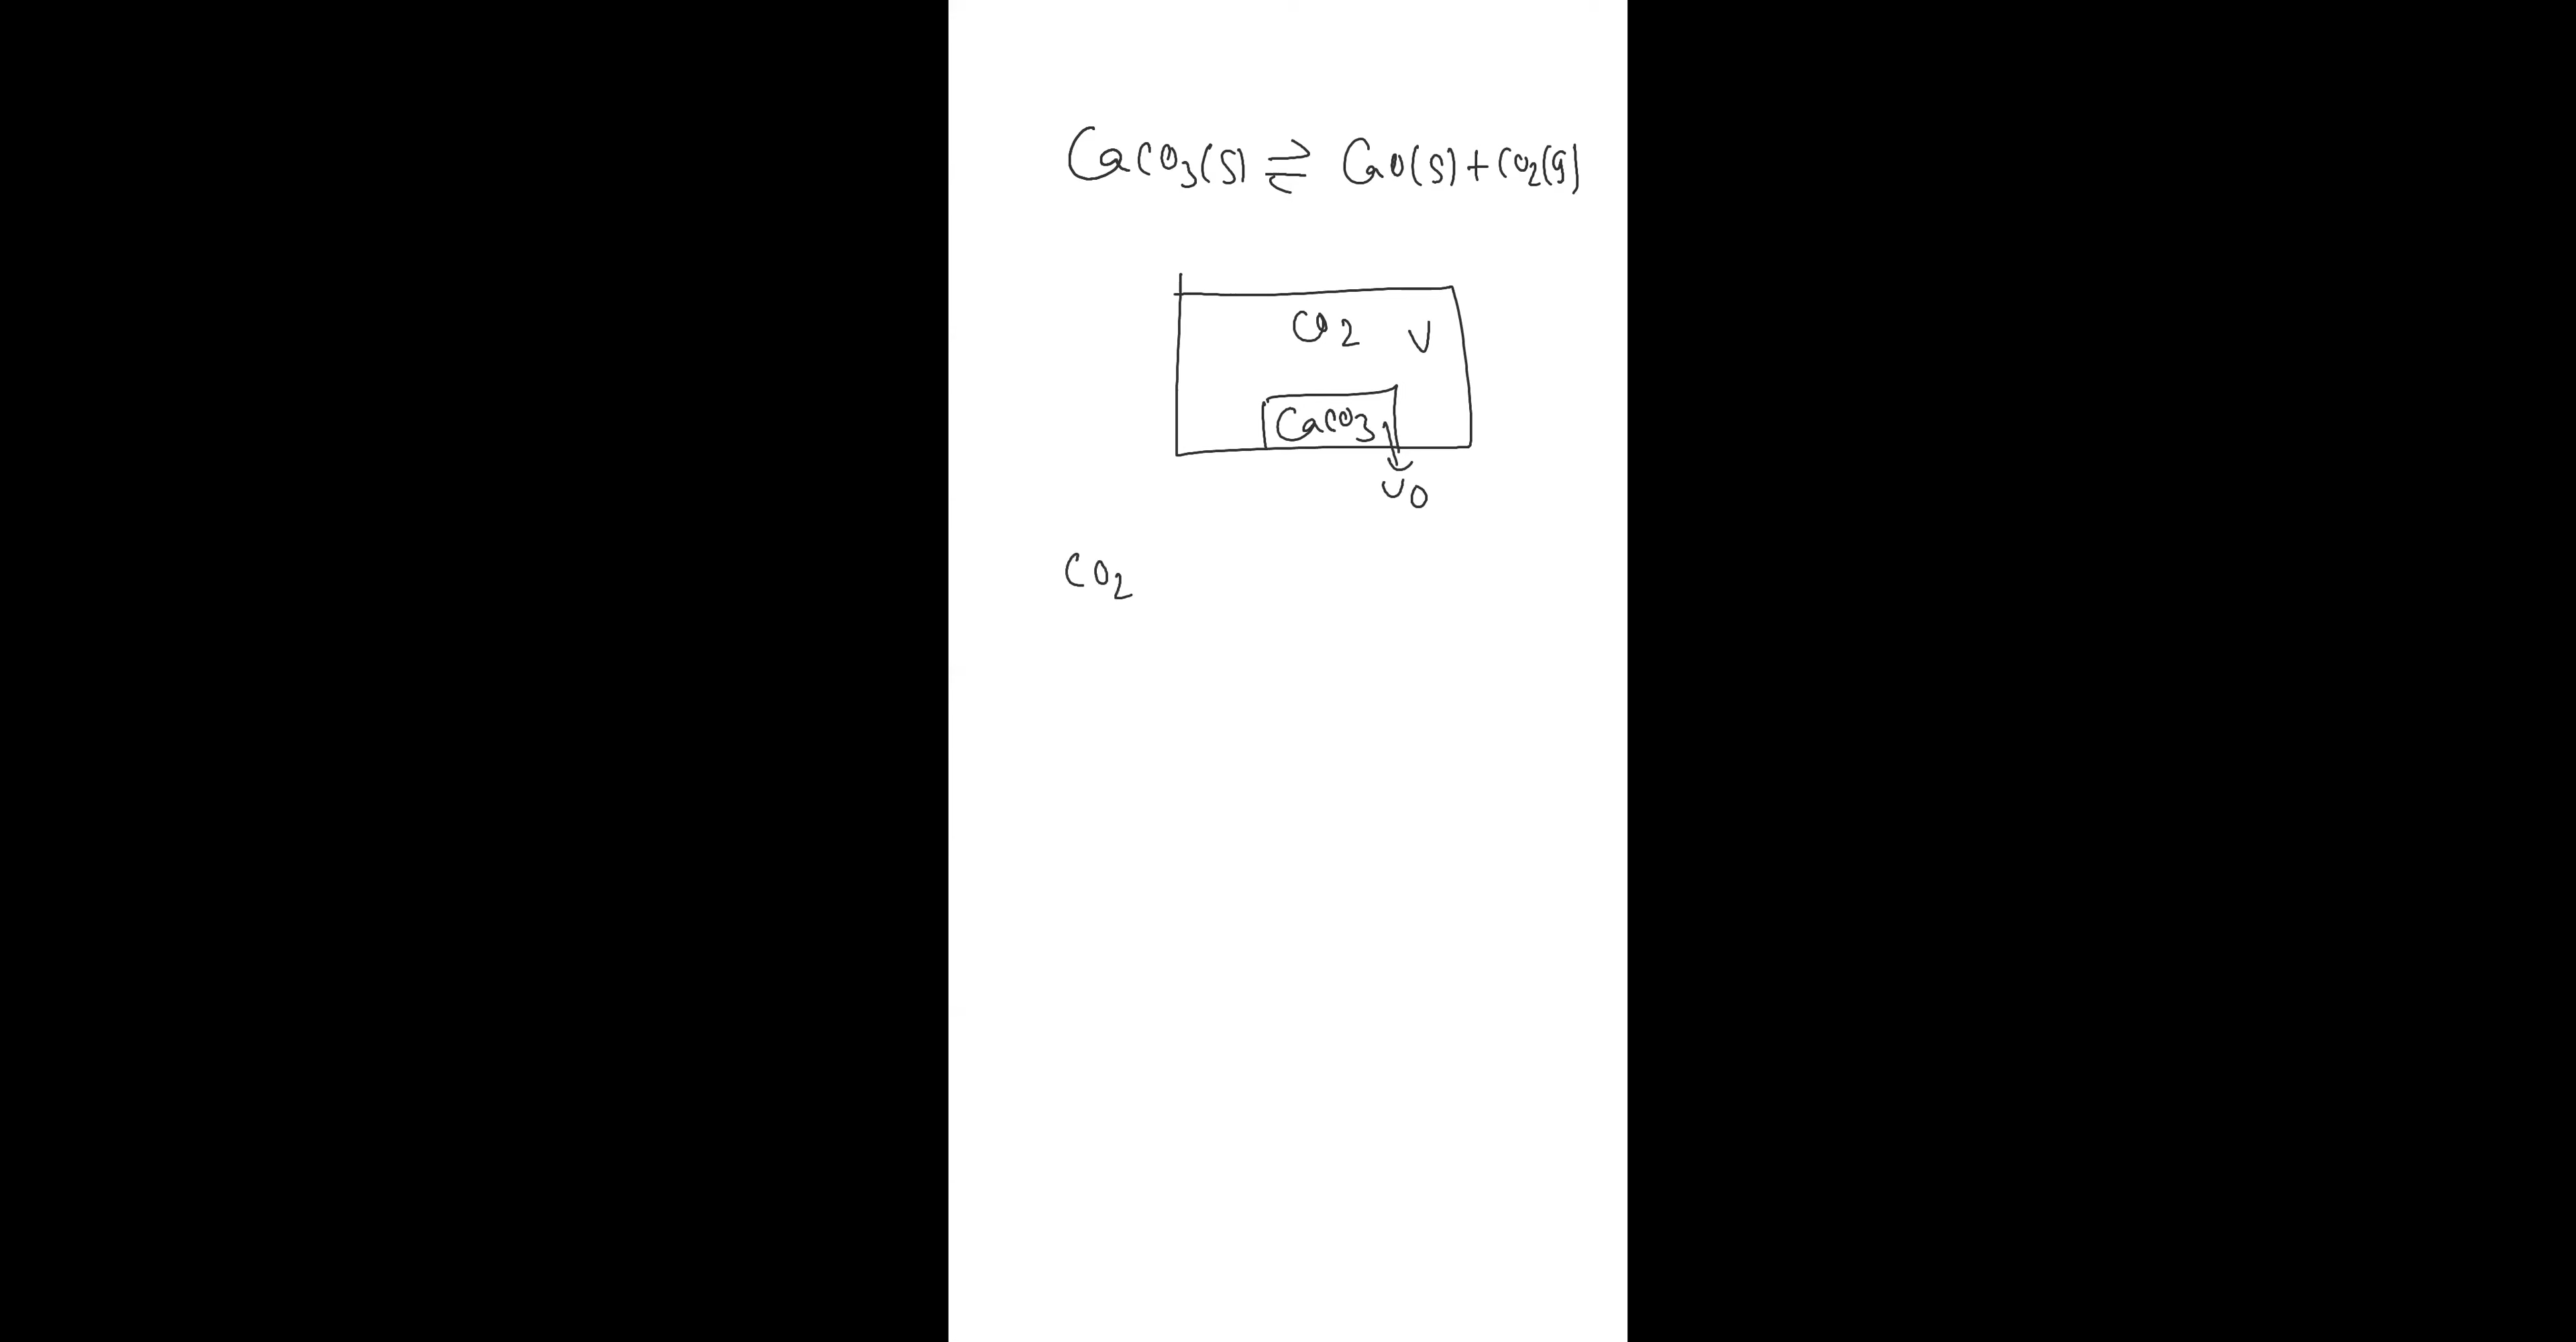 CaCO₃(s) ⇌ CaO(s) + CO₂(g)
CO₂ V
CaCO₃
V₀
CO₂